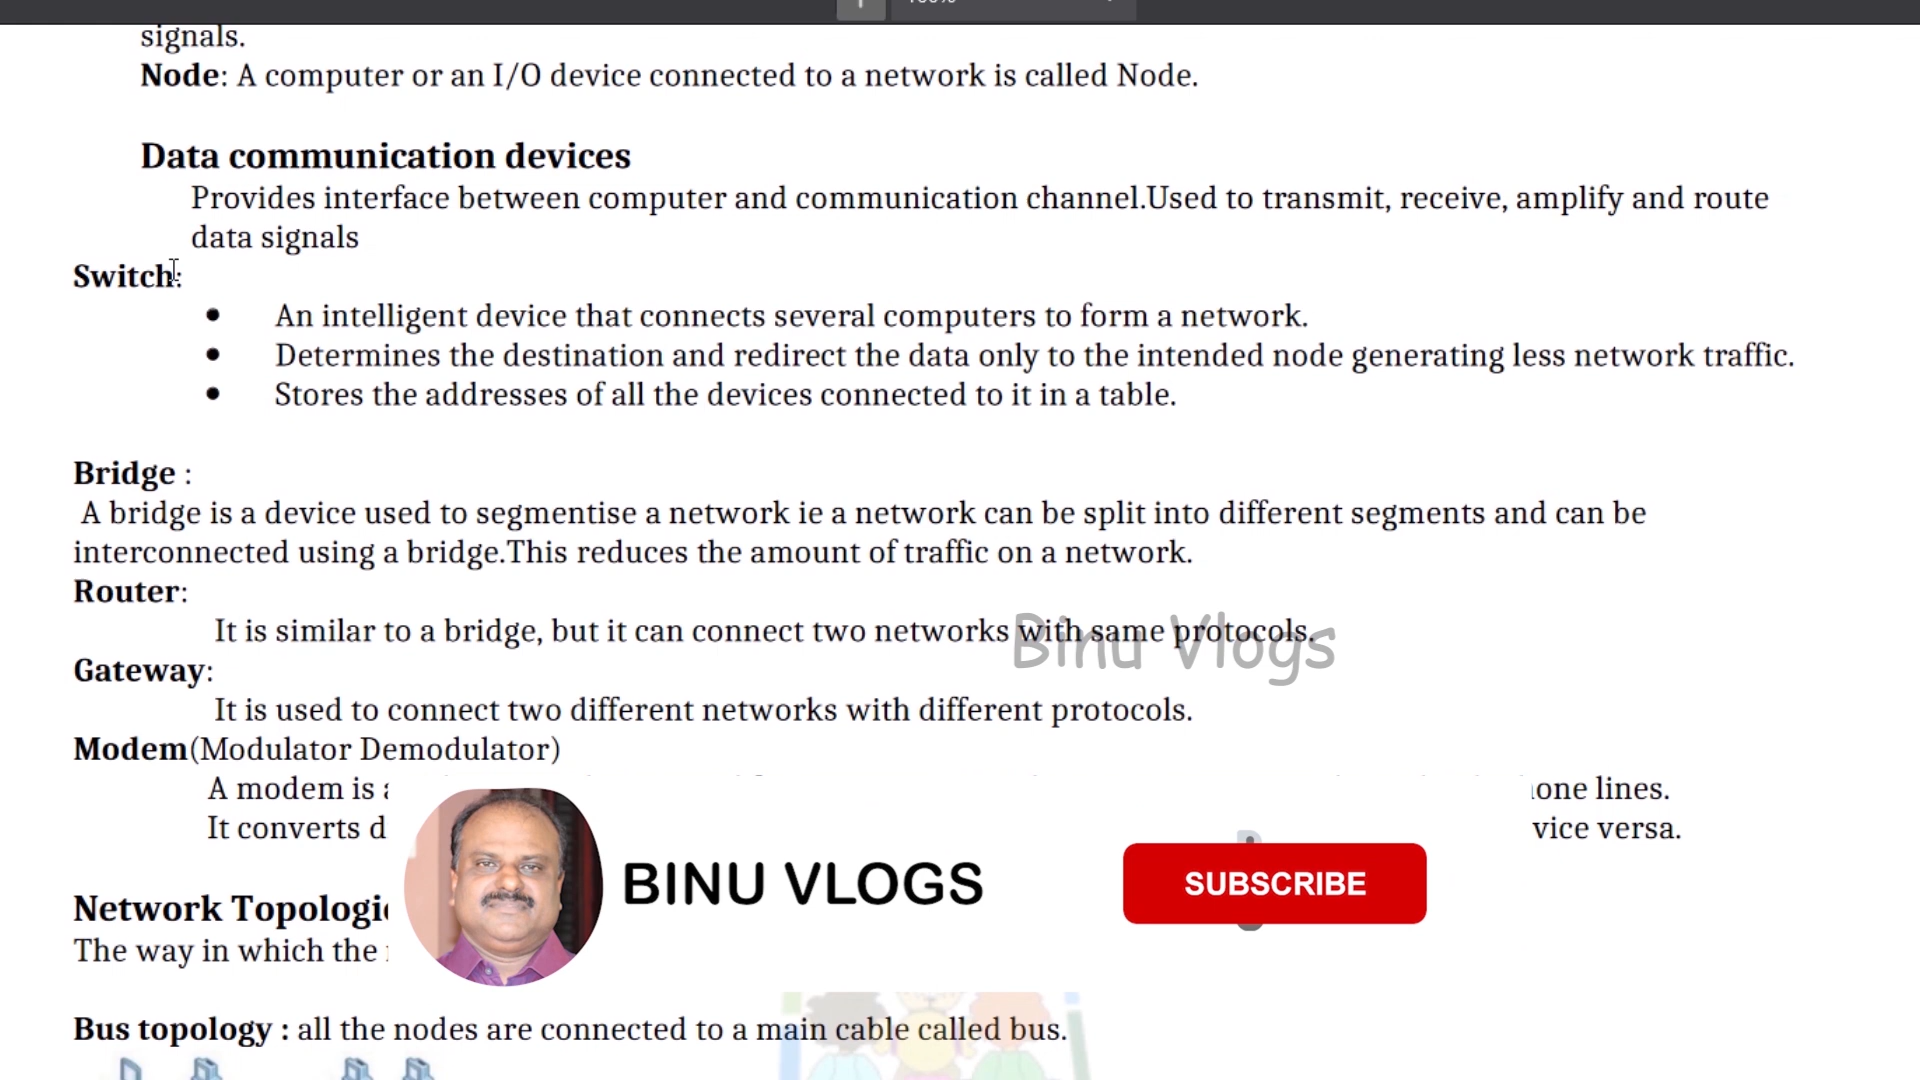 signals.
Node: A computer or an I/O device connected to a network is called Node.
Data communication devices
Provides interface between computer and communication channel.Used to transmit, receive, amplify and route
data signals
Switch:
• An intelligent device that connects several computers to form a network.
• Determines the destination and redirect the data only to the intended node generating less network traffic.
• Stores the addresses of all the devices connected to it in a table.
Bridge :
A bridge is a device used to segmentise a network ie a network can be split into different segments and can be
interconnected using a bridge.This reduces the amount of traffic on a network.
Router:
It is similar to a bridge, but it can connect two networks with same protocols.
Binu Vlogs
Gateway:
It is used to connect two different networks with different protocols.
Modem(Modulator Demodulator)
A modem is lines.
It converts vice versa.
BINU VLOGS
SUBSCRIBE
Network
The way in which the
Bus topology : all the nodes are connected to a main cable called bus.